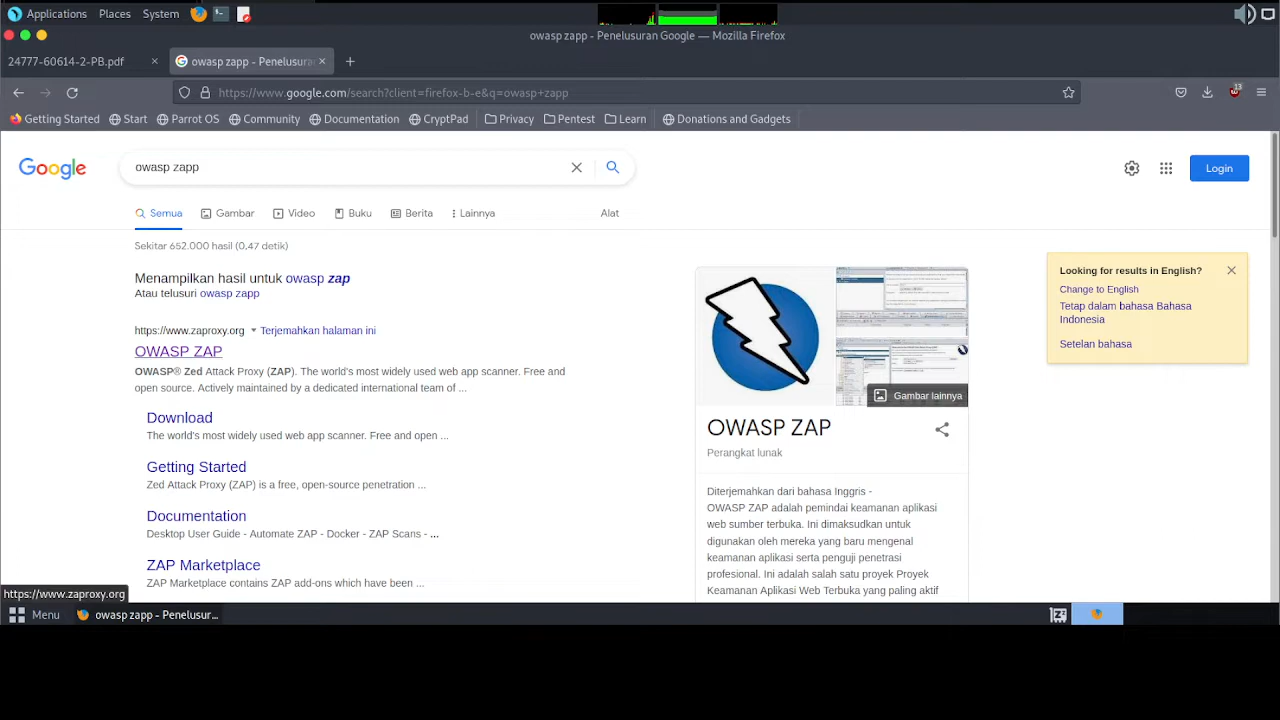 Applications Places System
owasp zapp - Penelusuran Google — Mozilla Firefox
24777-60614-2-PB.pdf
owasp zapp - Penelusuran
https://www.google.com/search?client=firefox-b-e&q=owasp+zapp
13
Getting Started Start Parrot OS Community Documentation CryptPad Privacy Pentest Learn Donations and Gadgets
Google
owasp zapp
Login
Semua Gambar Video Buku Berita Lainnya Alat
Sekitar 652.000 hasil (0,47 detik)
Menampilkan hasil untuk owasp zap
Atau telusuri owasp zapp
https://www.zaproxy.org Terjemahkan halaman ini
OWASP ZAP
OWASP® Zed Attack Proxy (ZAP). The world's most widely used web app scanner. Free and
open source. Actively maintained by a dedicated international team of ...
Download
The world's most widely used web app scanner. Free and open ...
Getting Started
Zed Attack Proxy (ZAP) is a free, open-source penetration ...
Documentation
Desktop User Guide - Automate ZAP - Docker - ZAP Scans - ...
ZAP Marketplace
ZAP Marketplace contains ZAP add-ons which have been ...
Gambar lainnya
OWASP ZAP
Perangkat lunak
Diterjemahkan dari bahasa Inggris -
OWASP ZAP adalah pemindai keamanan aplikasi
web sumber terbuka. Ini dimaksudkan untuk
digunakan oleh mereka yang baru mengenal
keamanan aplikasi serta penguji penetrasi
profesional. Ini adalah salah satu proyek Proyek
Keamanan Aplikasi Web Terbuka yang paling aktif
Looking for results in English?
Change to English
Tetap dalam bahasa Bahasa
Indonesia
Setelan bahasa
https://www.zaproxy.org
Menu owasp zapp - Penelusur...